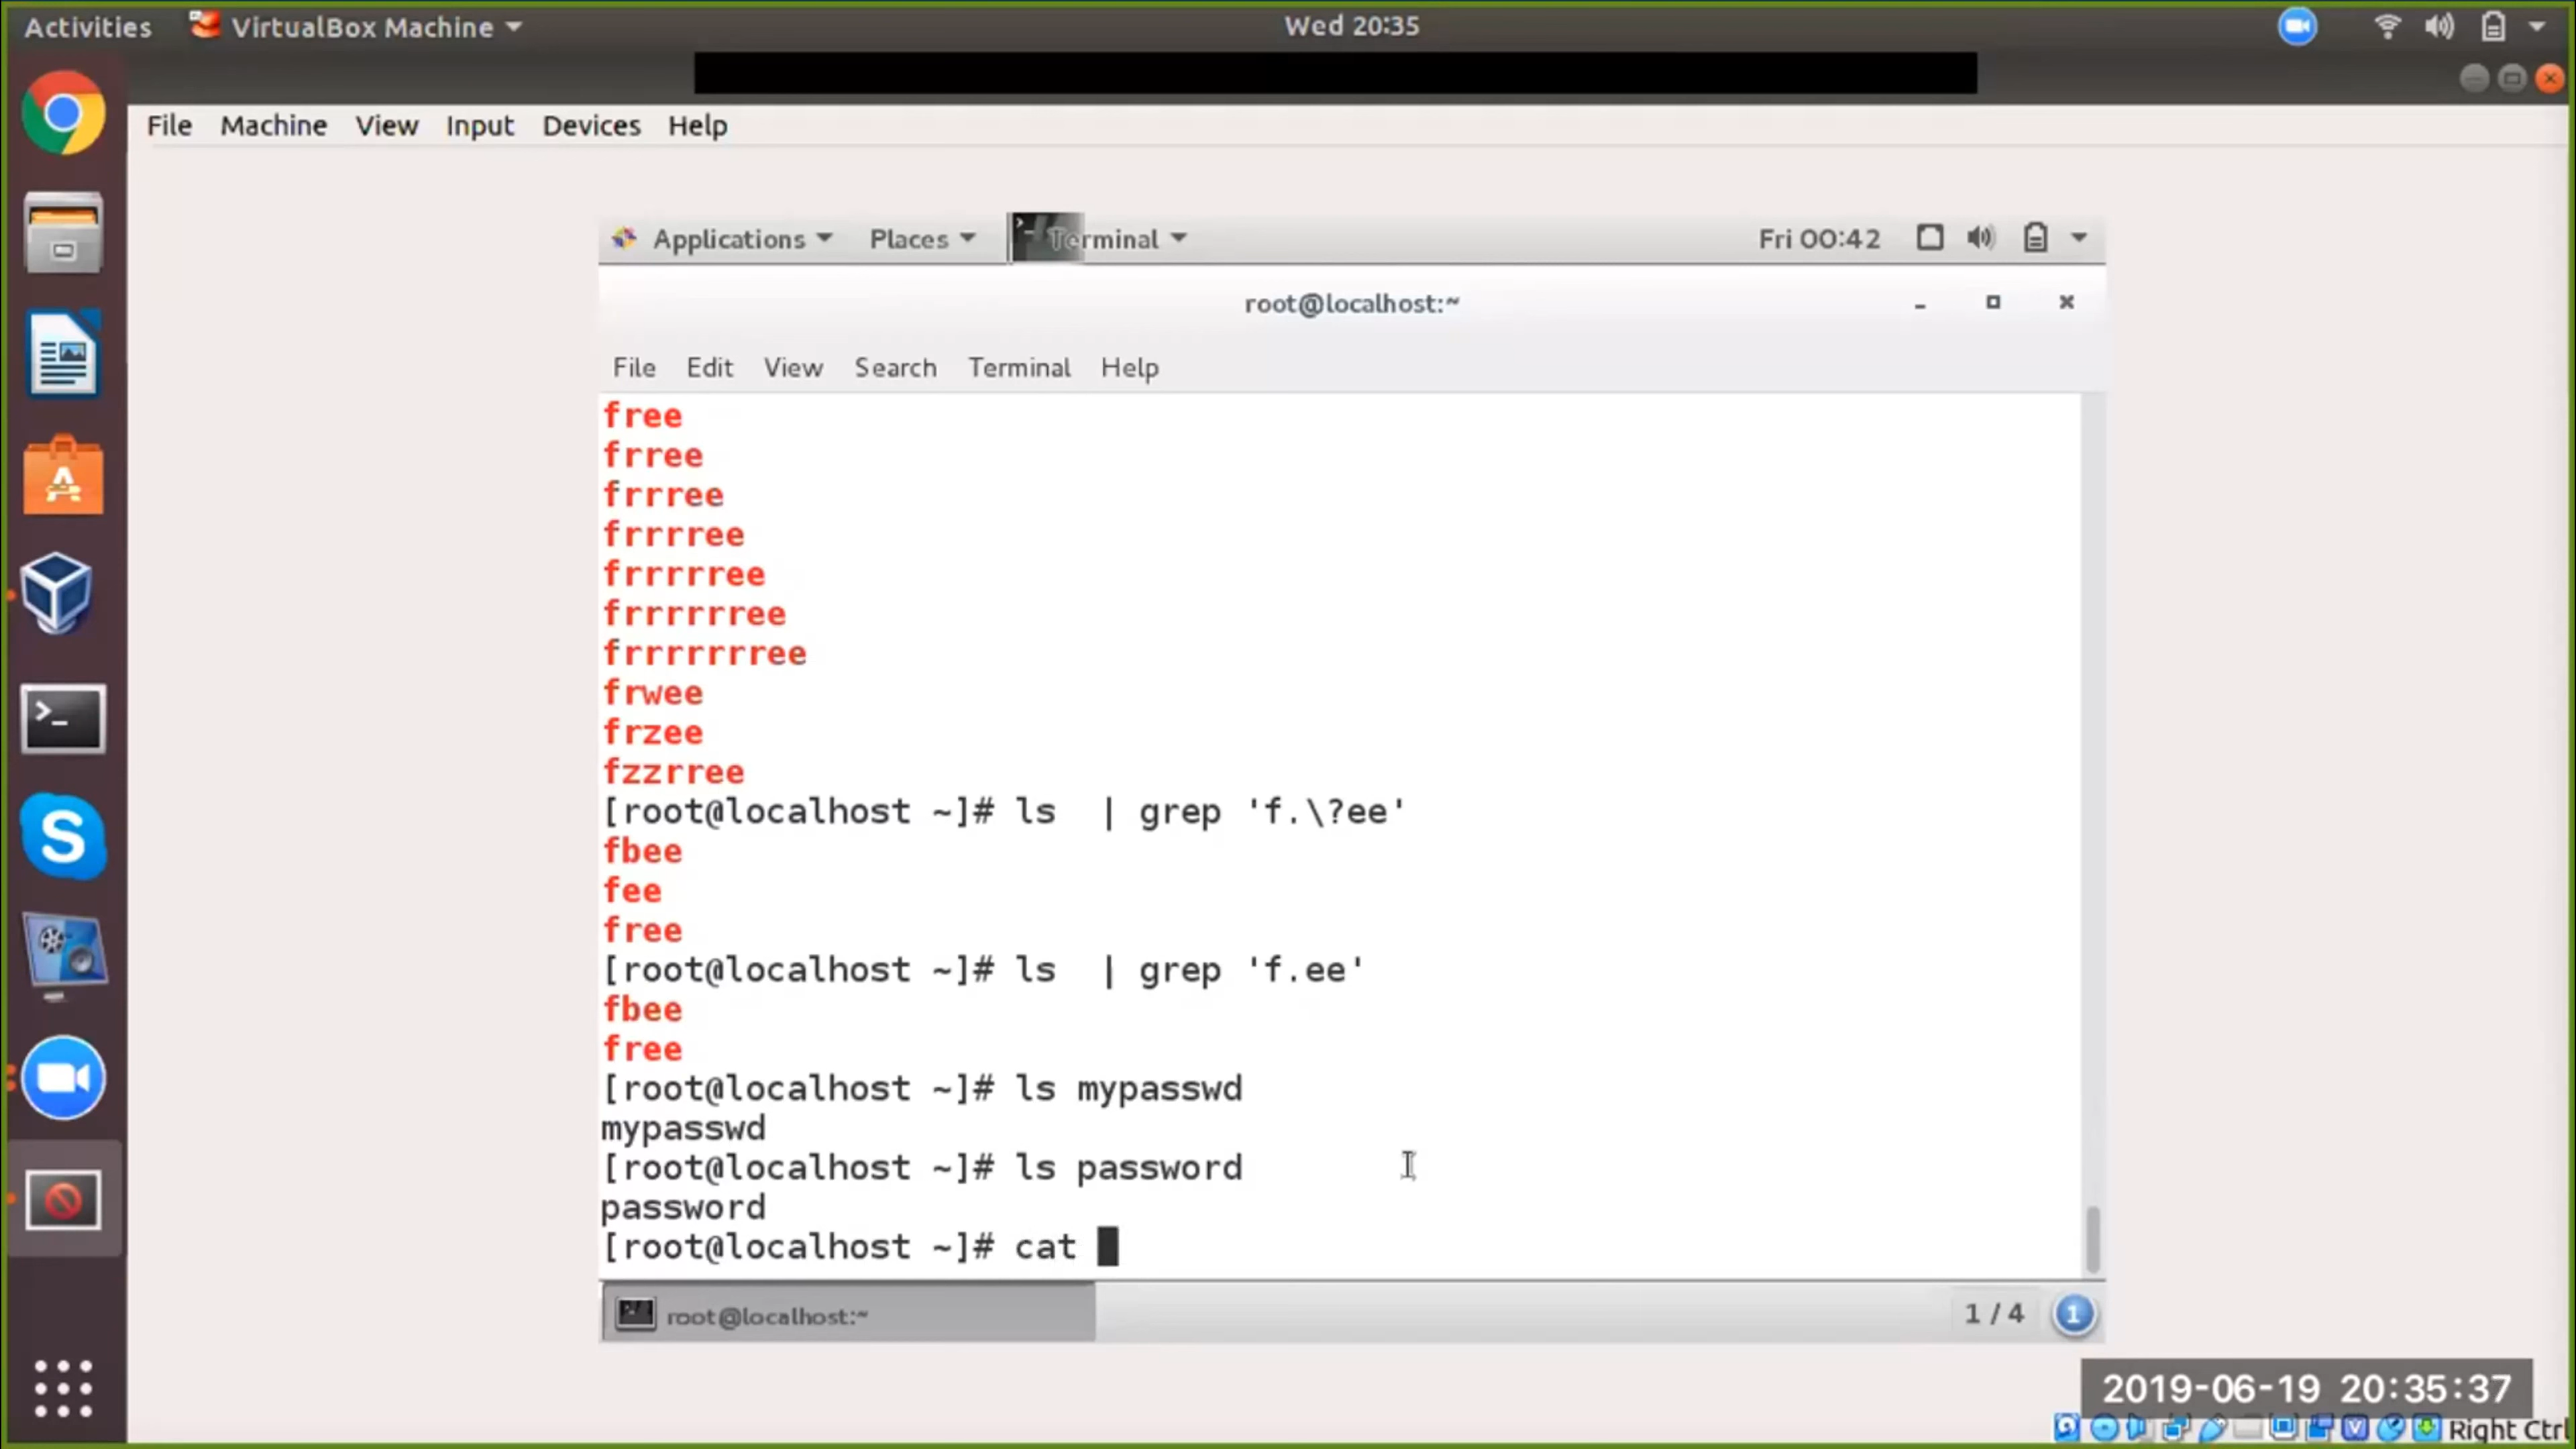 Activities VirtualBox Machine Wed 20:35
File Machine View Input Devices Help
Applications Places Terminal Fri 00:42
root@localhost:~
File Edit View Search Terminal Help
free
frree
frrree
frrrree
frrrrree
frrrrrree
frrrrrrree
frwee
frzee
fzzrree
[root@localhost ~]# ls  | grep 'f.\?ee'
fbee
fee
free
[root@localhost ~]# ls  | grep 'f.ee'
fbee
free
[root@localhost ~]# ls mypasswd
mypasswd
[root@localhost ~]# ls password
password
[root@localhost ~]# cat
root@localhost:~ 1 / 4 1
2019-06-19 20:35:37
Right Ctrl